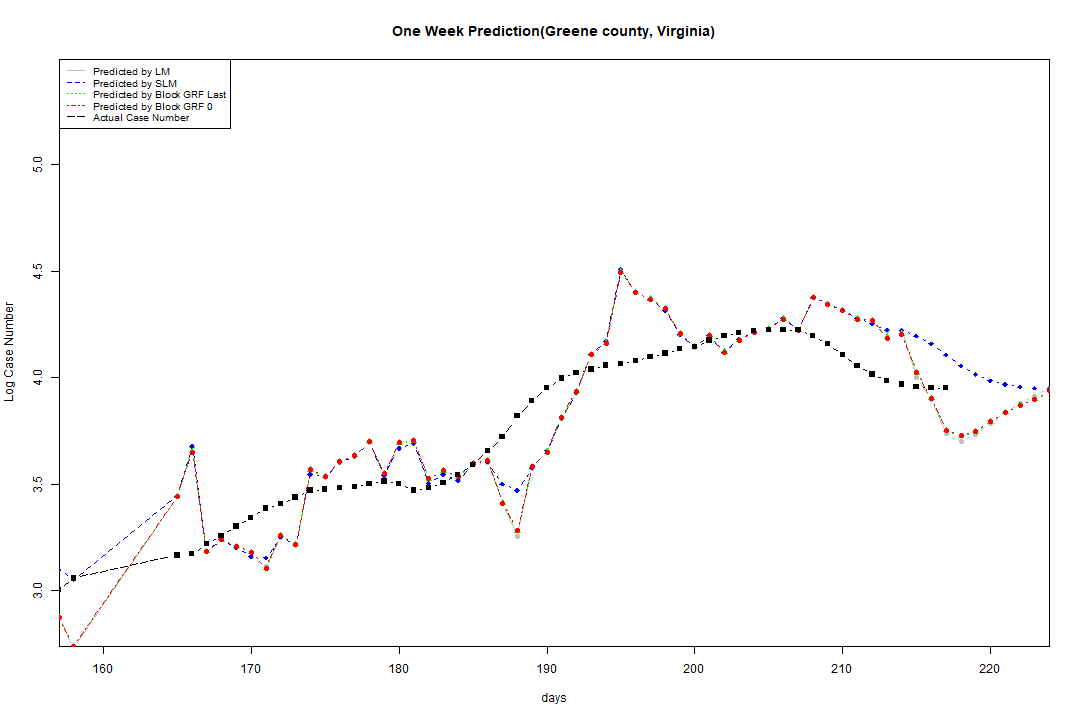 One Week Prediction(Greene county, Virginia)
Predicted by LM
Predicted by SLM
Predicted by Block GRF Last
Predicted by Block GRF 0
Actual Case Number
5.0
4.5
4.0
3.5
3.0
Log Case Number
160 170 180 190 200 210 220
days